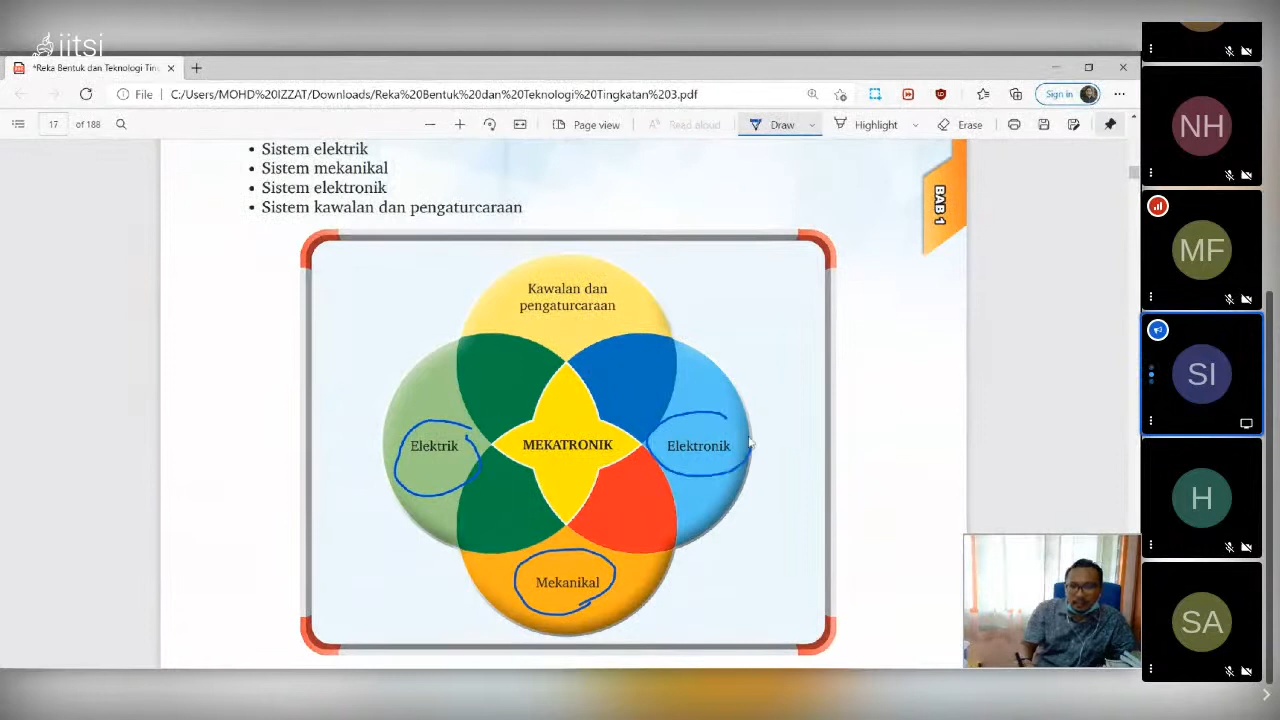 jitsi
*Reka Bentuk dan Teknologi Tin
File
C:/Users/MOHD%20IZZAT/Downloads/Reka%20Bentuk%20dan%20Teknologi%20Tingkatan%203.pdf
Sign in
17 of 188
Page view
Read aloud
Draw
Highlight
Erase
• Sistem elektrik
• Sistem mekanikal
• Sistem elektronik
• Sistem kawalan dan pengaturcaraan
BAB 1
Kawalan dan
pengaturcaraan
Elektrik
MEKATRONIK
Elektronik
Mekanikal
NH
MF
SI
H
SA